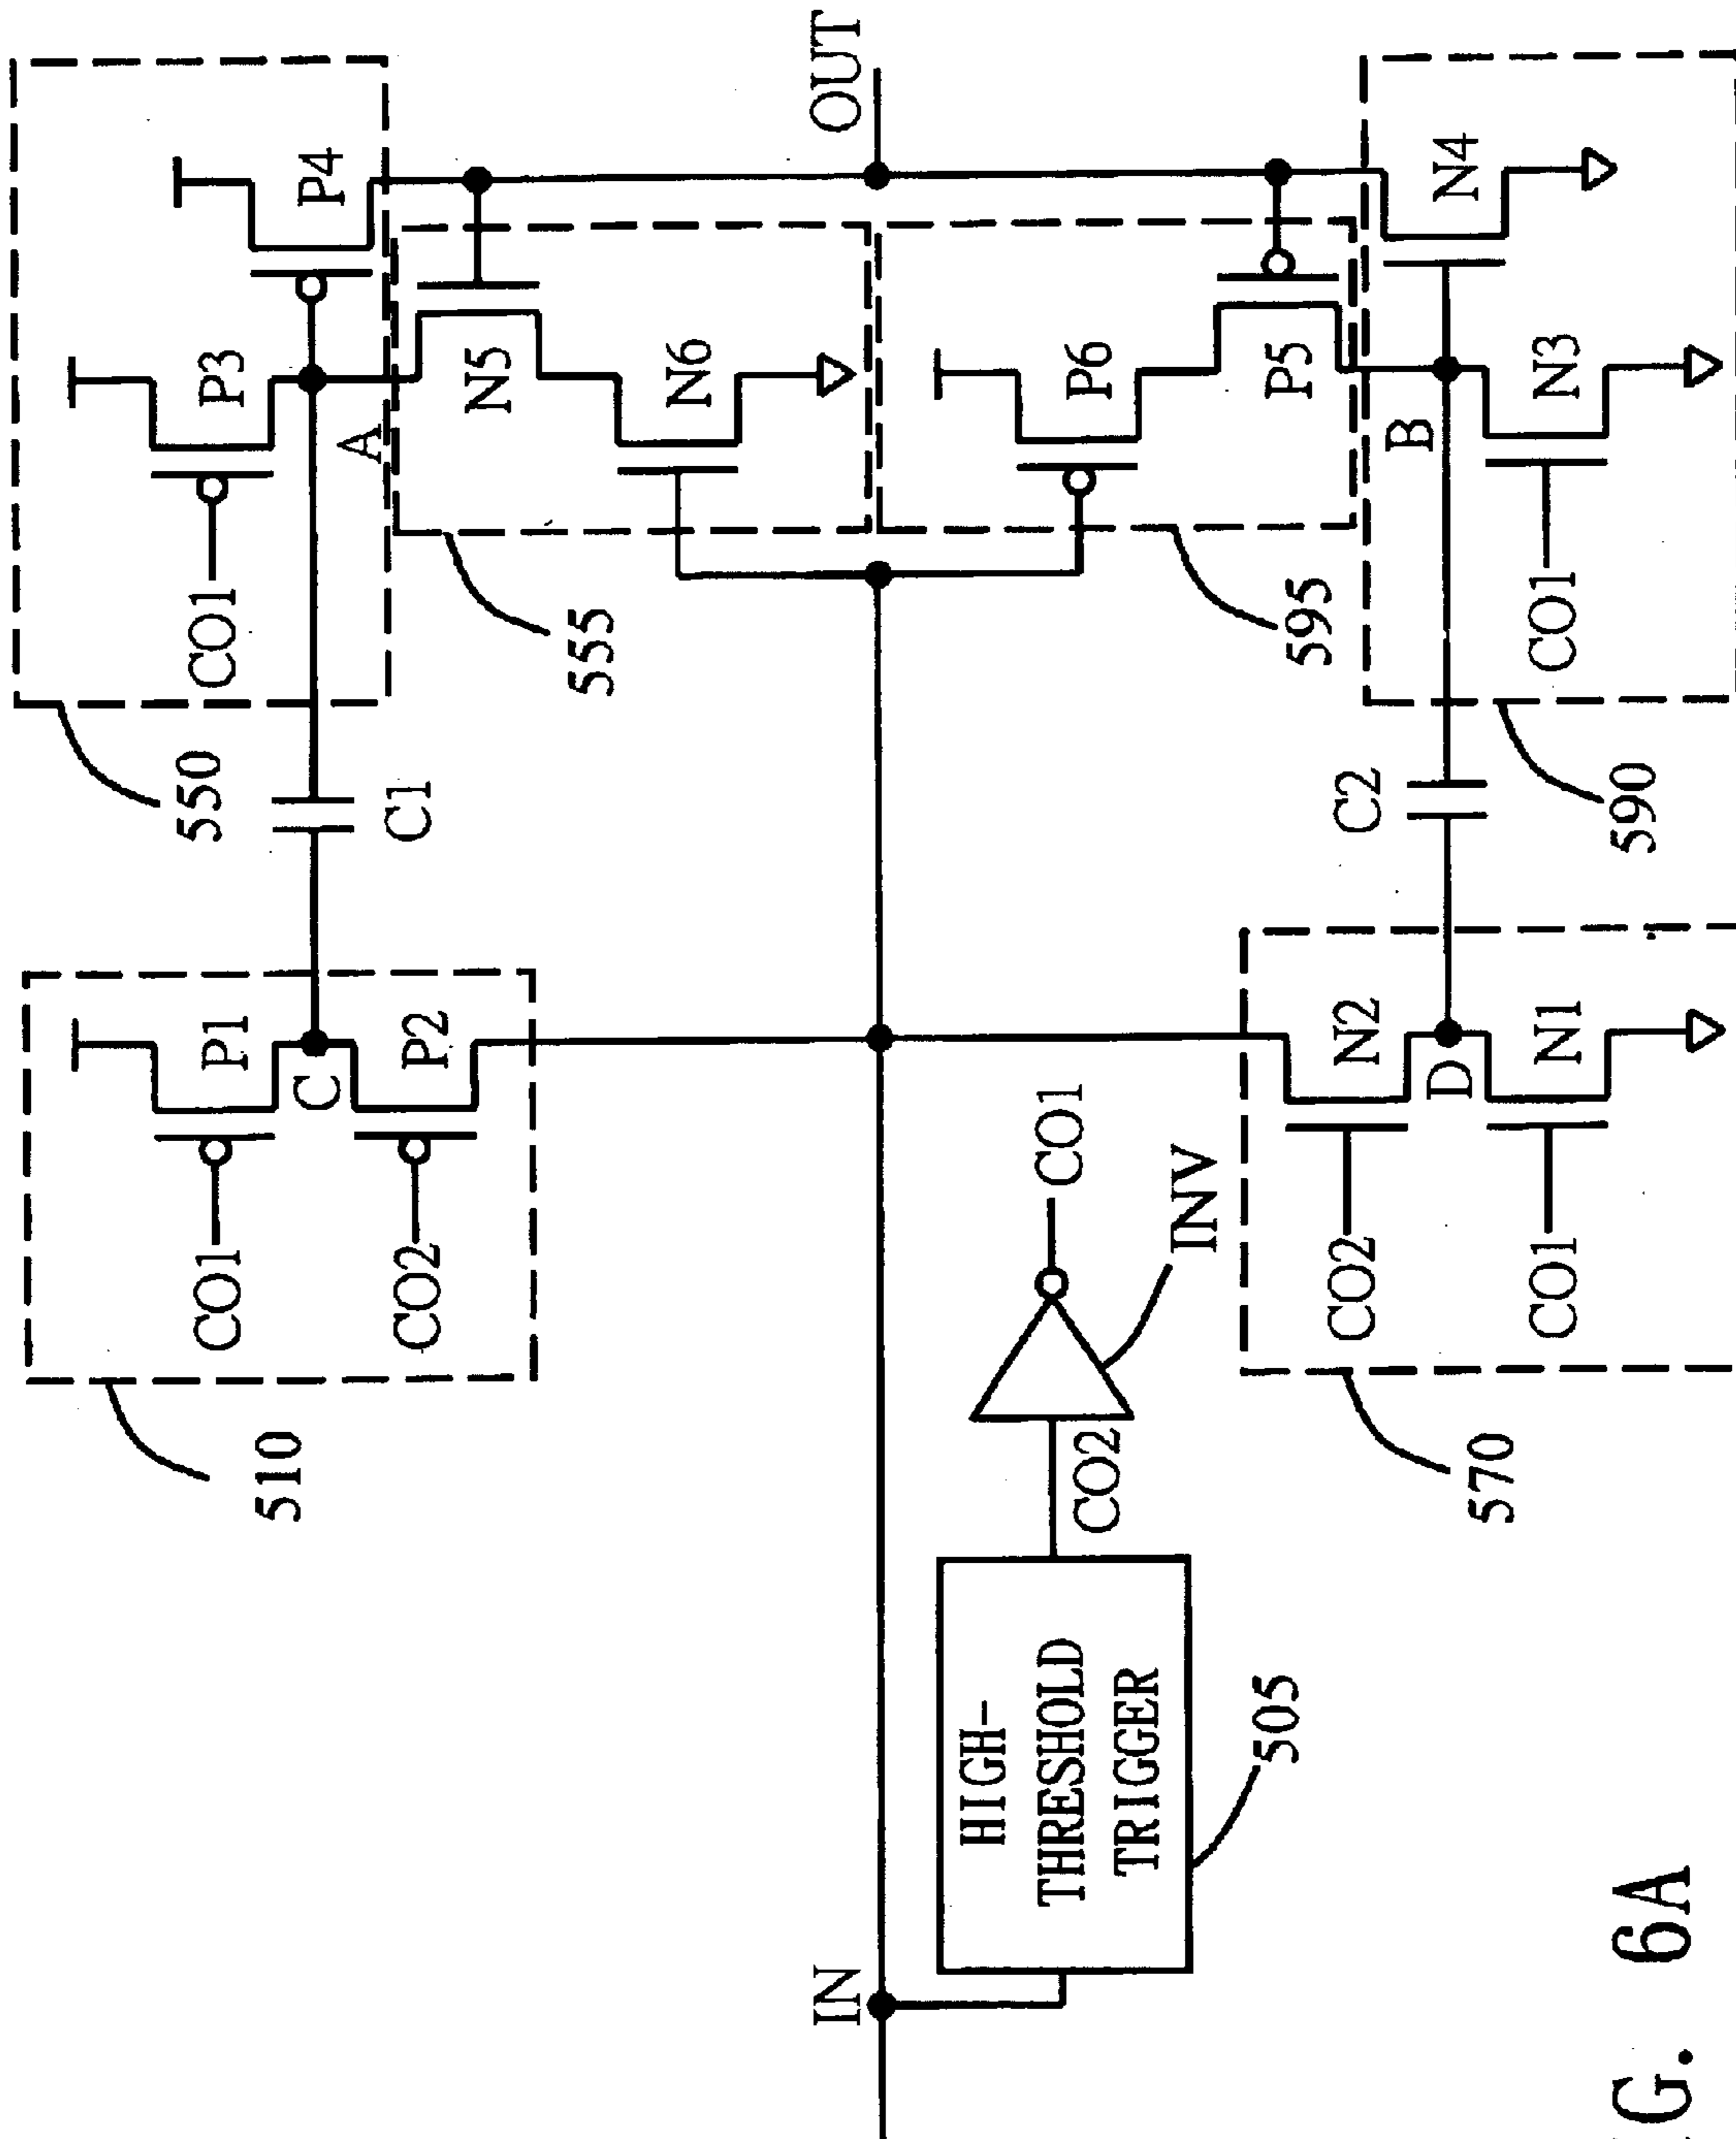 550
CO1
P3
P4
A
510
CO1
P1
C
CO2
P2
C1
555
N5
N6
IN
OUT
HIGH-
THRESHOLD
TRIGGER
505
CO2
INV
CO1
595
P6
P5
570
CO2
N2
D
CO1
N1
C2
B
590
CO1
N3
N4
G. 6A